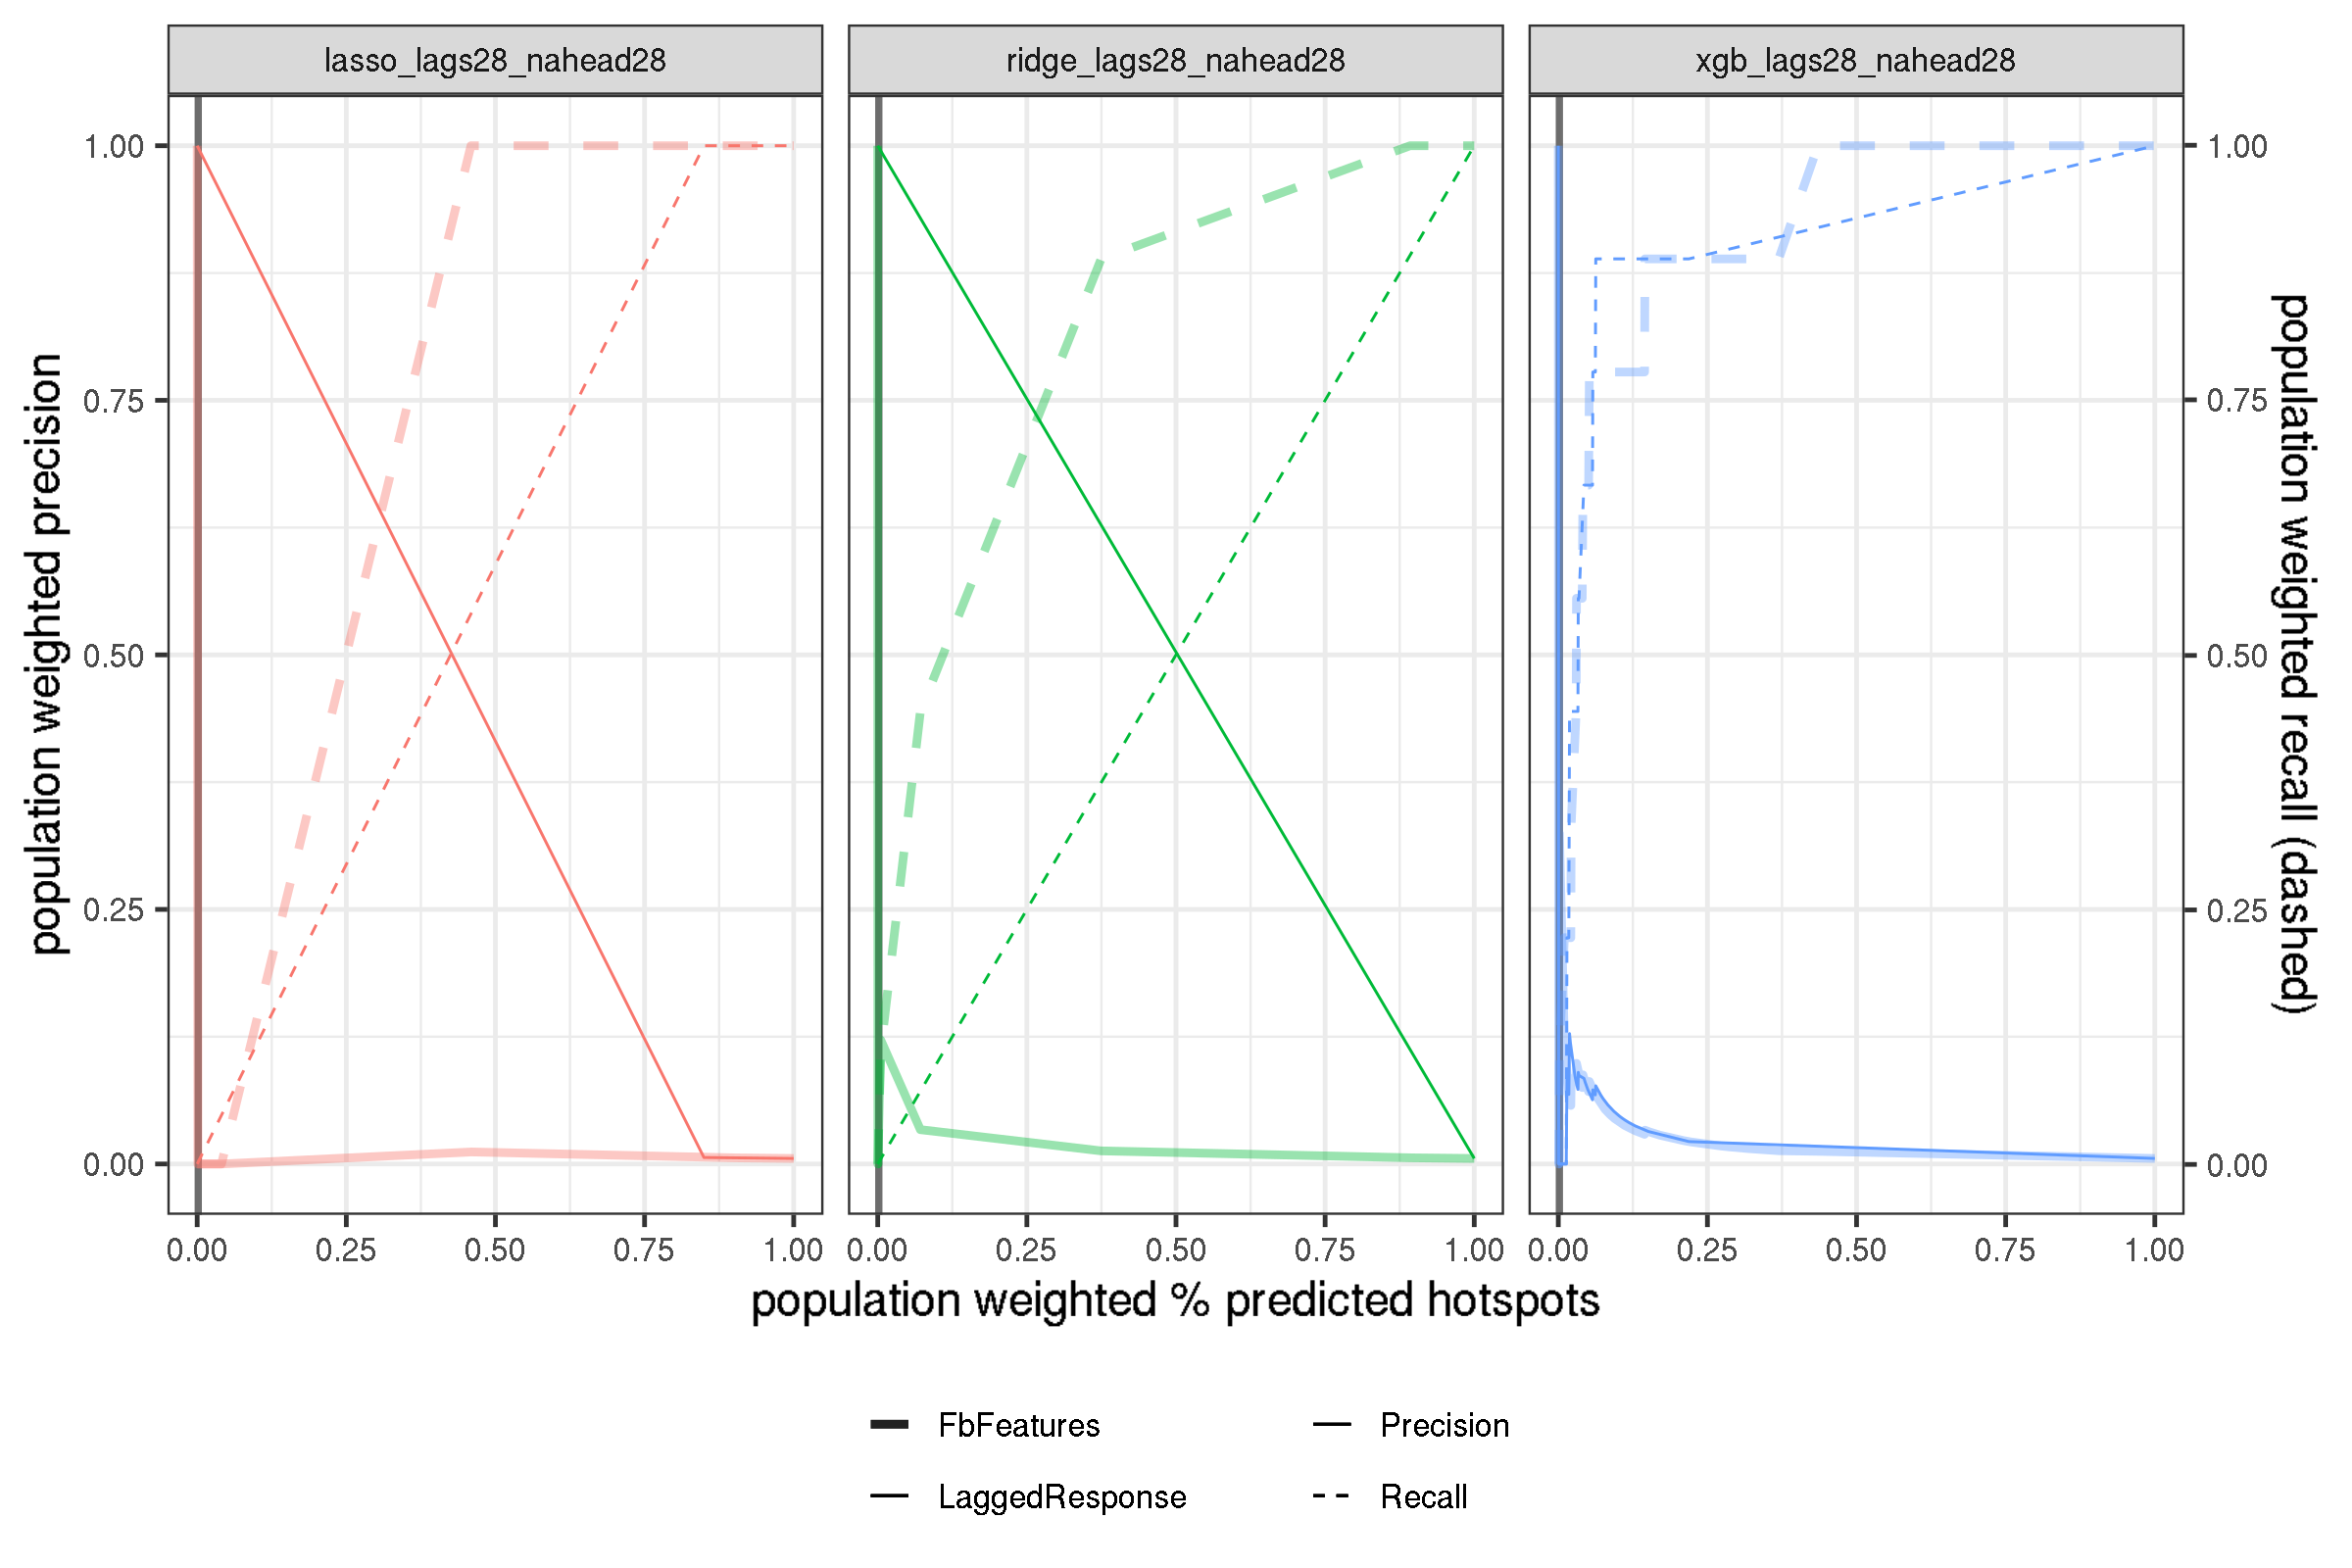 lasso_lags28_nahead28
ridge_lags28_nahead28
xgb_lags28_nahead28
population weighted precision
1.00
0.75
0.50
0.25
0.00
1.00
0.75
0.50
0.25
0.00
population weighted recall (dashed)
0.00 0.25 0.50 0.75 1.00
0.00 0.25 0.50 0.75 1.00
0.00 0.25 0.50 0.75 1.00
population weighted % predicted hotspots
FbFeatures
Precision
LaggedResponse
Recall